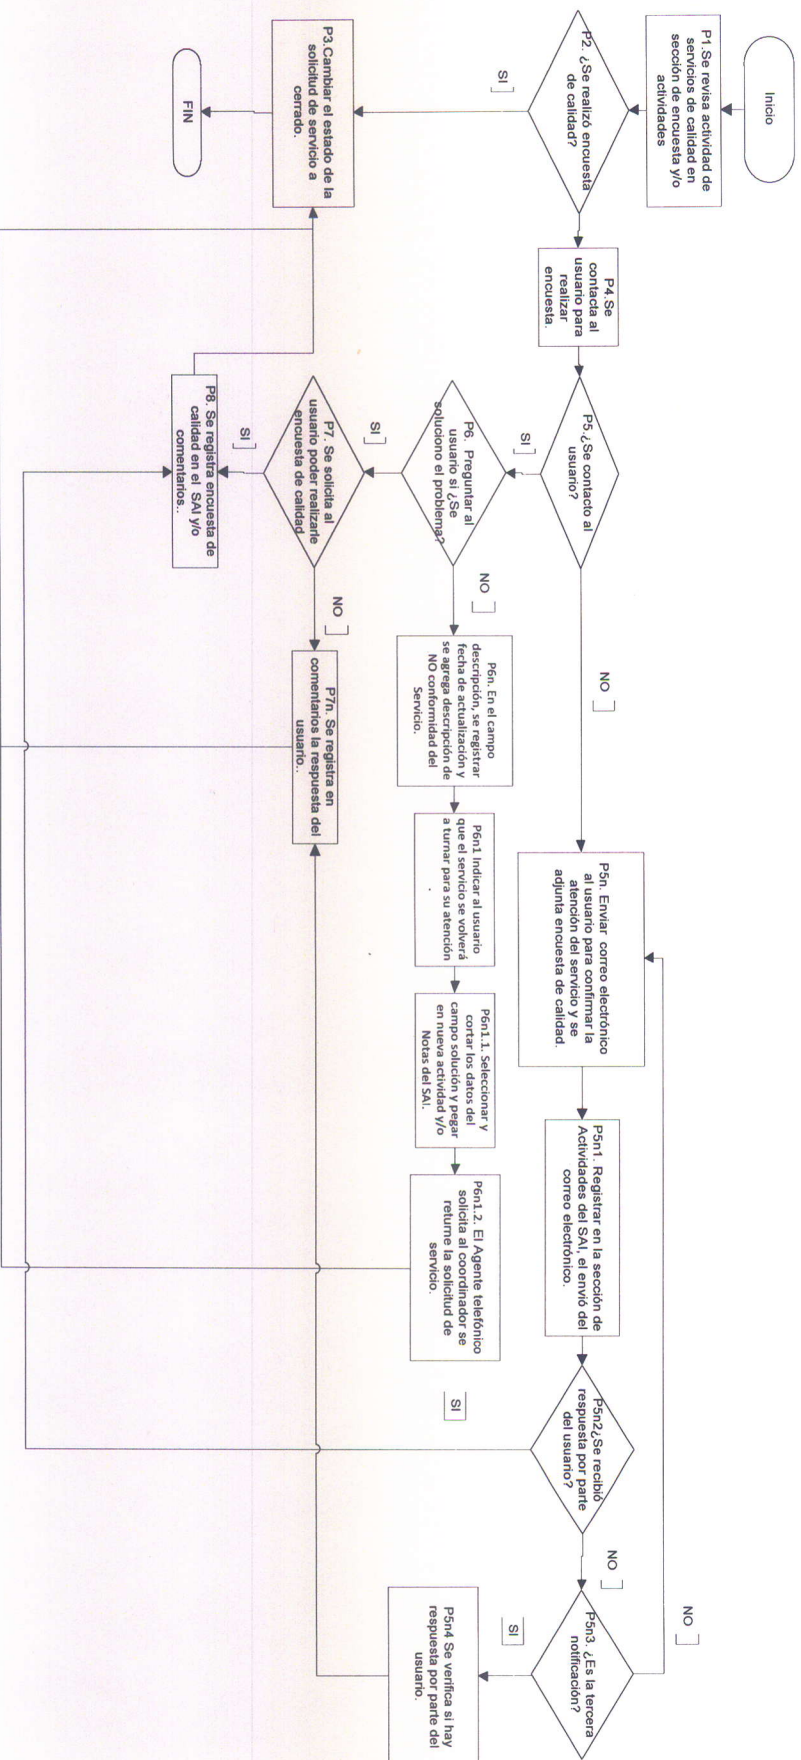 Inicio
P1.Se revisa actividad de
servicios de calidad en
sección de encuesta y/o
actividades
P2. ¿Se realizó encuesta
de calidad?
SI
P3.Cambiar el estado de la
solicitud de servicio a
cerrado.
FIN
P4.Se
contacta al
usuario para
realizar
encuesta.
P5.¿Se contacto al
usuario?
SI
NO
P6. Preguntar al
usuario si ¿Se
soluciono el problema?
SI
NO
P7. Se solicita al
usuario poder realizarle
encuesta de calidad
SI
NO
P8. Se registra encuesta de
calidad en el SAI y/o
comentarios..
P7n. Se registra en
comentarios la respuesta del
usuario..
P6n. En el campo
descripción, se registrar
fecha de actualización y
se agrega descripción de
NO conformidad del
Servicio.
P6n1 Indicar al usuario
que el servicio se volverá
a turnar para su atención
.
P6n1.1. Seleccionar y
cortar los datos del
campo solución y pegar
en nueva actividad y/o
Notas del SAI.
P6n1.2. El Agente telefónico
solicita al coordinador se
returne la solicitud de
servicio.
P5n. Enviar correo electrónico
al usuario para confirmar la
atención del servicio y se
adjunta encuesta de calidad.
P5n1. Registrar en la sección de
Actividades del SAI, el envió del
correo electrónico.
P5n2¿Se recibió
respuesta por parte
del usuario?
SI
NO
P5n3. ¿Es la tercera
notificación?
NO
SI
P5n4 Se verifica si hay
respuesta por parte del
usuario.